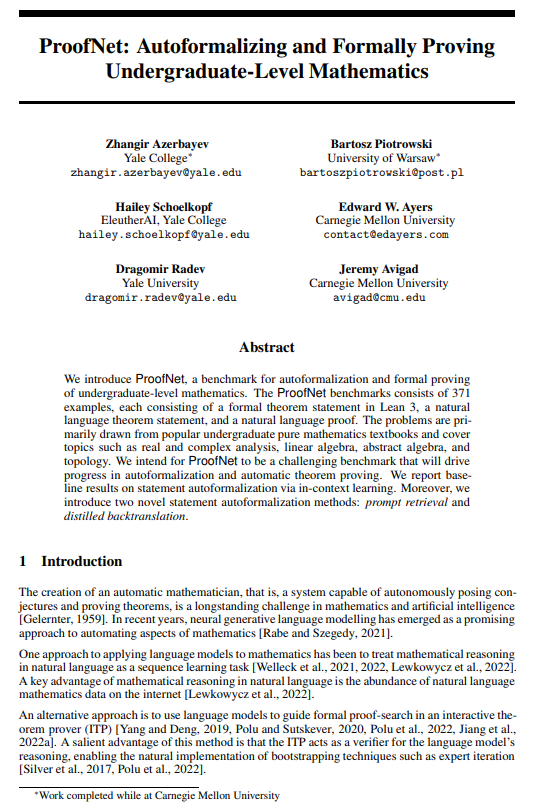 ProofNet: Autoformalizing and Formally Proving
Undergraduate-Level Mathematics
Zhangir Azerbayev
Yale College*
zhangir.azerbayev@yale.edu
Bartosz Piotrowski
University of Warsaw*
bartoszpiotrowski@post.pl
Hailey Schoelkopf
EleutherAI, Yale College
hailey.schoelkopf@yale.edu
Edward W. Ayers
Carnegie Mellon University
contact@edayers.com
Dragomir Radev
Yale University
dragomir.radev@yale.edu
Jeremy Avigad
Carnegie Mellon University
avigad@cmu.edu
Abstract
We introduce ProofNet, a benchmark for autoformalization and formal proving
of undergraduate-level mathematics. The ProofNet benchmarks consists of 371
examples, each consisting of a formal theorem statement in Lean 3, a natural
language theorem statement, and a natural language proof. The problems are pri-
marily drawn from popular undergraduate pure mathematics textbooks and cover
topics such as real and complex analysis, linear algebra, abstract algebra, and
topology. We intend for ProofNet to be a challenging benchmark that will drive
progress in autoformalization and automatic theorem proving. We report base-
line results on statement autoformalization via in-context learning. Moreover, we
introduce two novel statement autoformalization methods: prompt retrieval and
distilled backtranslation.
1 Introduction
The creation of an automatic mathematician, that is, a system capable of autonomously posing con-
jectures and proving theorems, is a longstanding challenge in mathematics and artificial intelligence
[Gelernter, 1959]. In recent years, neural generative language modelling has emerged as a promising
approach to automating aspects of mathematics [Rabe and Szegedy, 2021].
One approach to applying language models to mathematics has been to treat mathematical reasoning
in natural language as a sequence learning task [Welleck et al., 2021, 2022, Lewkowycz et al., 2022].
A key advantage of mathematical reasoning in natural language is the abundance of natural language
mathematics data on the internet [Lewkowycz et al., 2022].
An alternative approach is to use language models to guide formal proof-search in an interactive the-
orem prover (ITP) [Yang and Deng, 2019, Polu and Sutskever, 2020, Polu et al., 2022, Jiang et al.,
2022a]. A salient advantage of this method is that the ITP acts as a verifier for the language model's
reasoning, enabling the natural implementation of bootstrapping techniques such as expert iteration
[Silver et al., 2017, Polu et al., 2022].
*Work completed while at Carnegie Mellon University